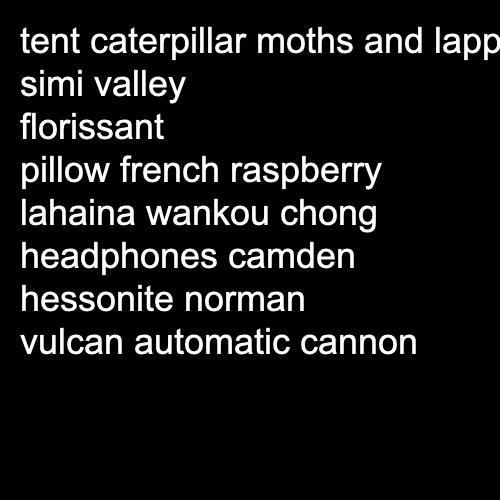 tent caterpillar moths and lapp
simi valley
florissant
pillow french raspberry
lahaina wankou chong
headphones camden
hessonite norman
vulcan automatic cannon